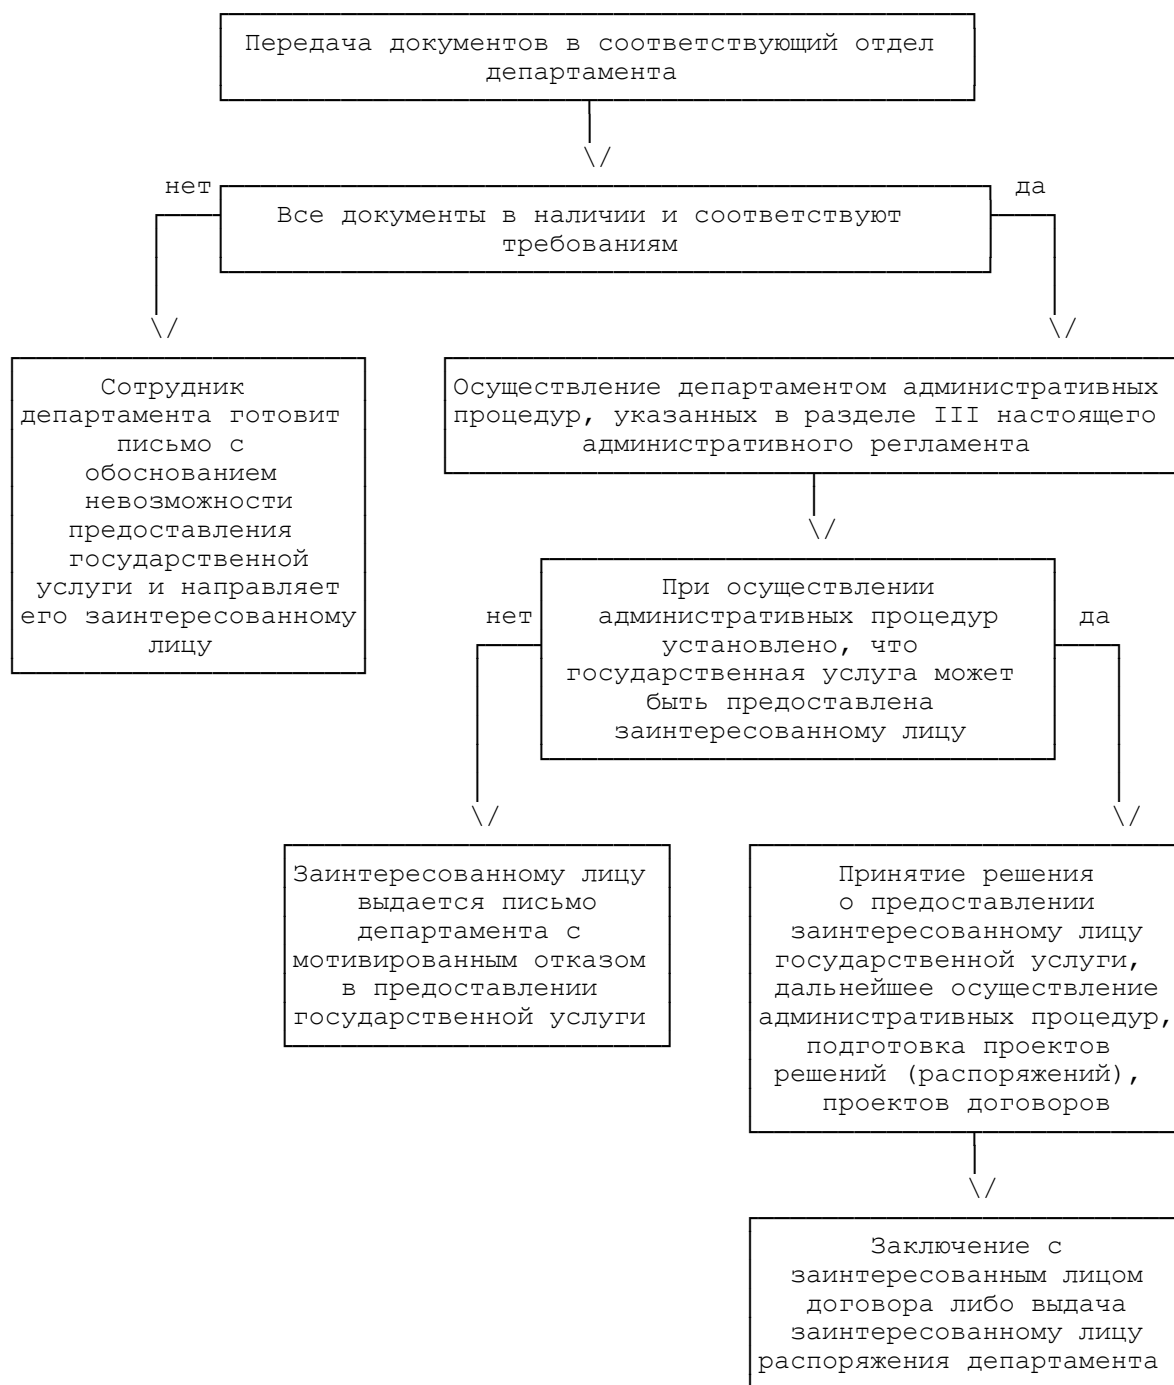 Передача документов в соответствующий отдел
департамента
нет
да
Все документы в наличии и соответствуют
требованиям
Сотрудник
департамента готовит
письмо с
обоснованием
невозможности
предоставления
государственной
услуги и направляет
его заинтересованному
лицу
Осуществление департаментом административных
процедур, указанных в разделе III настоящего
административного регламента
нет
При осуществлении
административных процедур
установлено, что
государственная услуга может
быть предоставлена
заинтересованному лицу
да
Заинтересованному лицу
выдается письмо
департамента с
мотивированным отказом
в предоставлении
государственной услуги
Принятие решения
о предоставлении
заинтересованному лицу
государственной услуги,
дальнейшее осуществление
административных процедур,
подготовка проектов
решений (распоряжений),
проектов договоров
Заключение с
заинтересованным лицом
договора либо выдача
заинтересованному лицу
распоряжения департамента